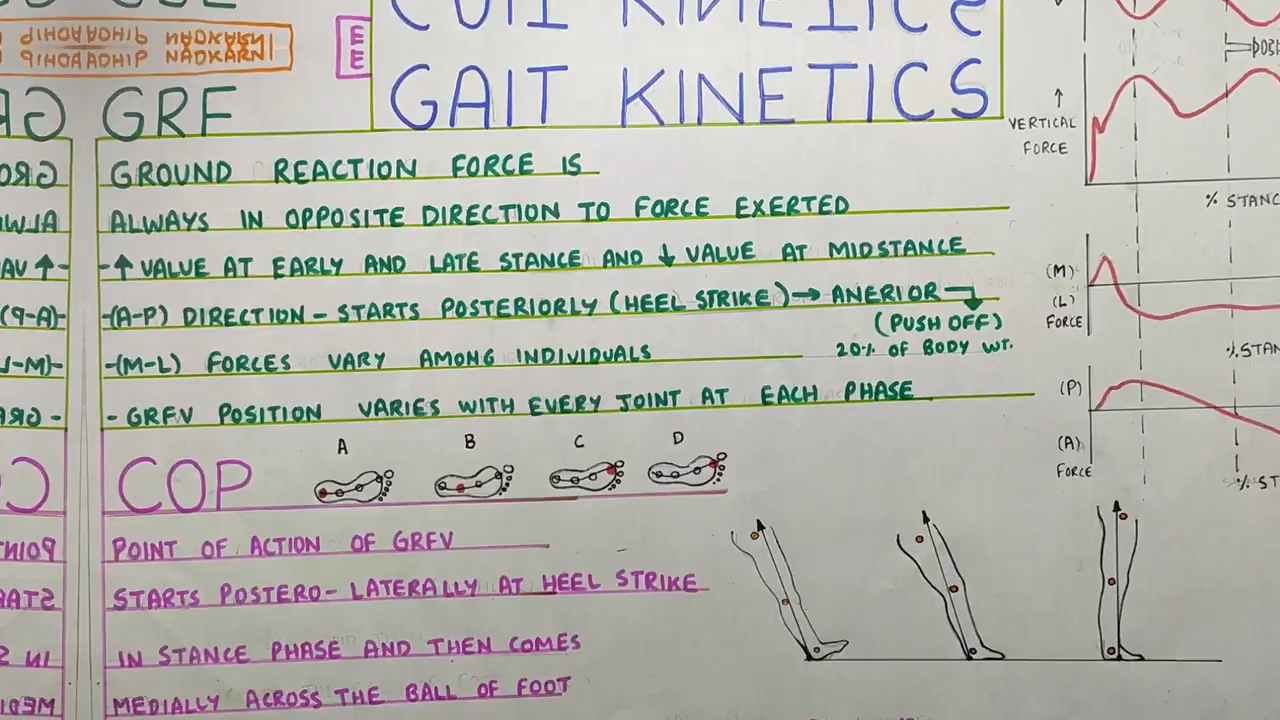 NADKARNI
E
E
GAIT KINETICS
GRF
GROUND REACTION FORCE IS
ALWAYS IN OPPOSITE DIRECTION TO FORCE EXERTED
-↑ VALUE AT EARLY AND LATE STANCE AND ↓ VALUE AT MIDSTANCE
-(A-P) DIRECTION - STARTS POSTERIORLY (HEEL STRIKE) → ANERIOR
(PUSH OFF)
20% OF BODY WT.
-(M-L) FORCES VARY AMONG INDIVIDUALS
- GRFV POSITION VARIES WITH EVERY JOINT AT EACH PHASE
A B C D
COP
POINT OF ACTION OF GRFV
STARTS POSTERO-LATERALLY AT HEEL STRIKE
IN STANCE PHASE AND THEN COMES
MEDIALLY ACROSS THE BALL OF FOOT
↑
VERTICAL
FORCE
% STANC
(M)
(L)
FORCE
% STAN
(P)
(A)
FORCE
% ST